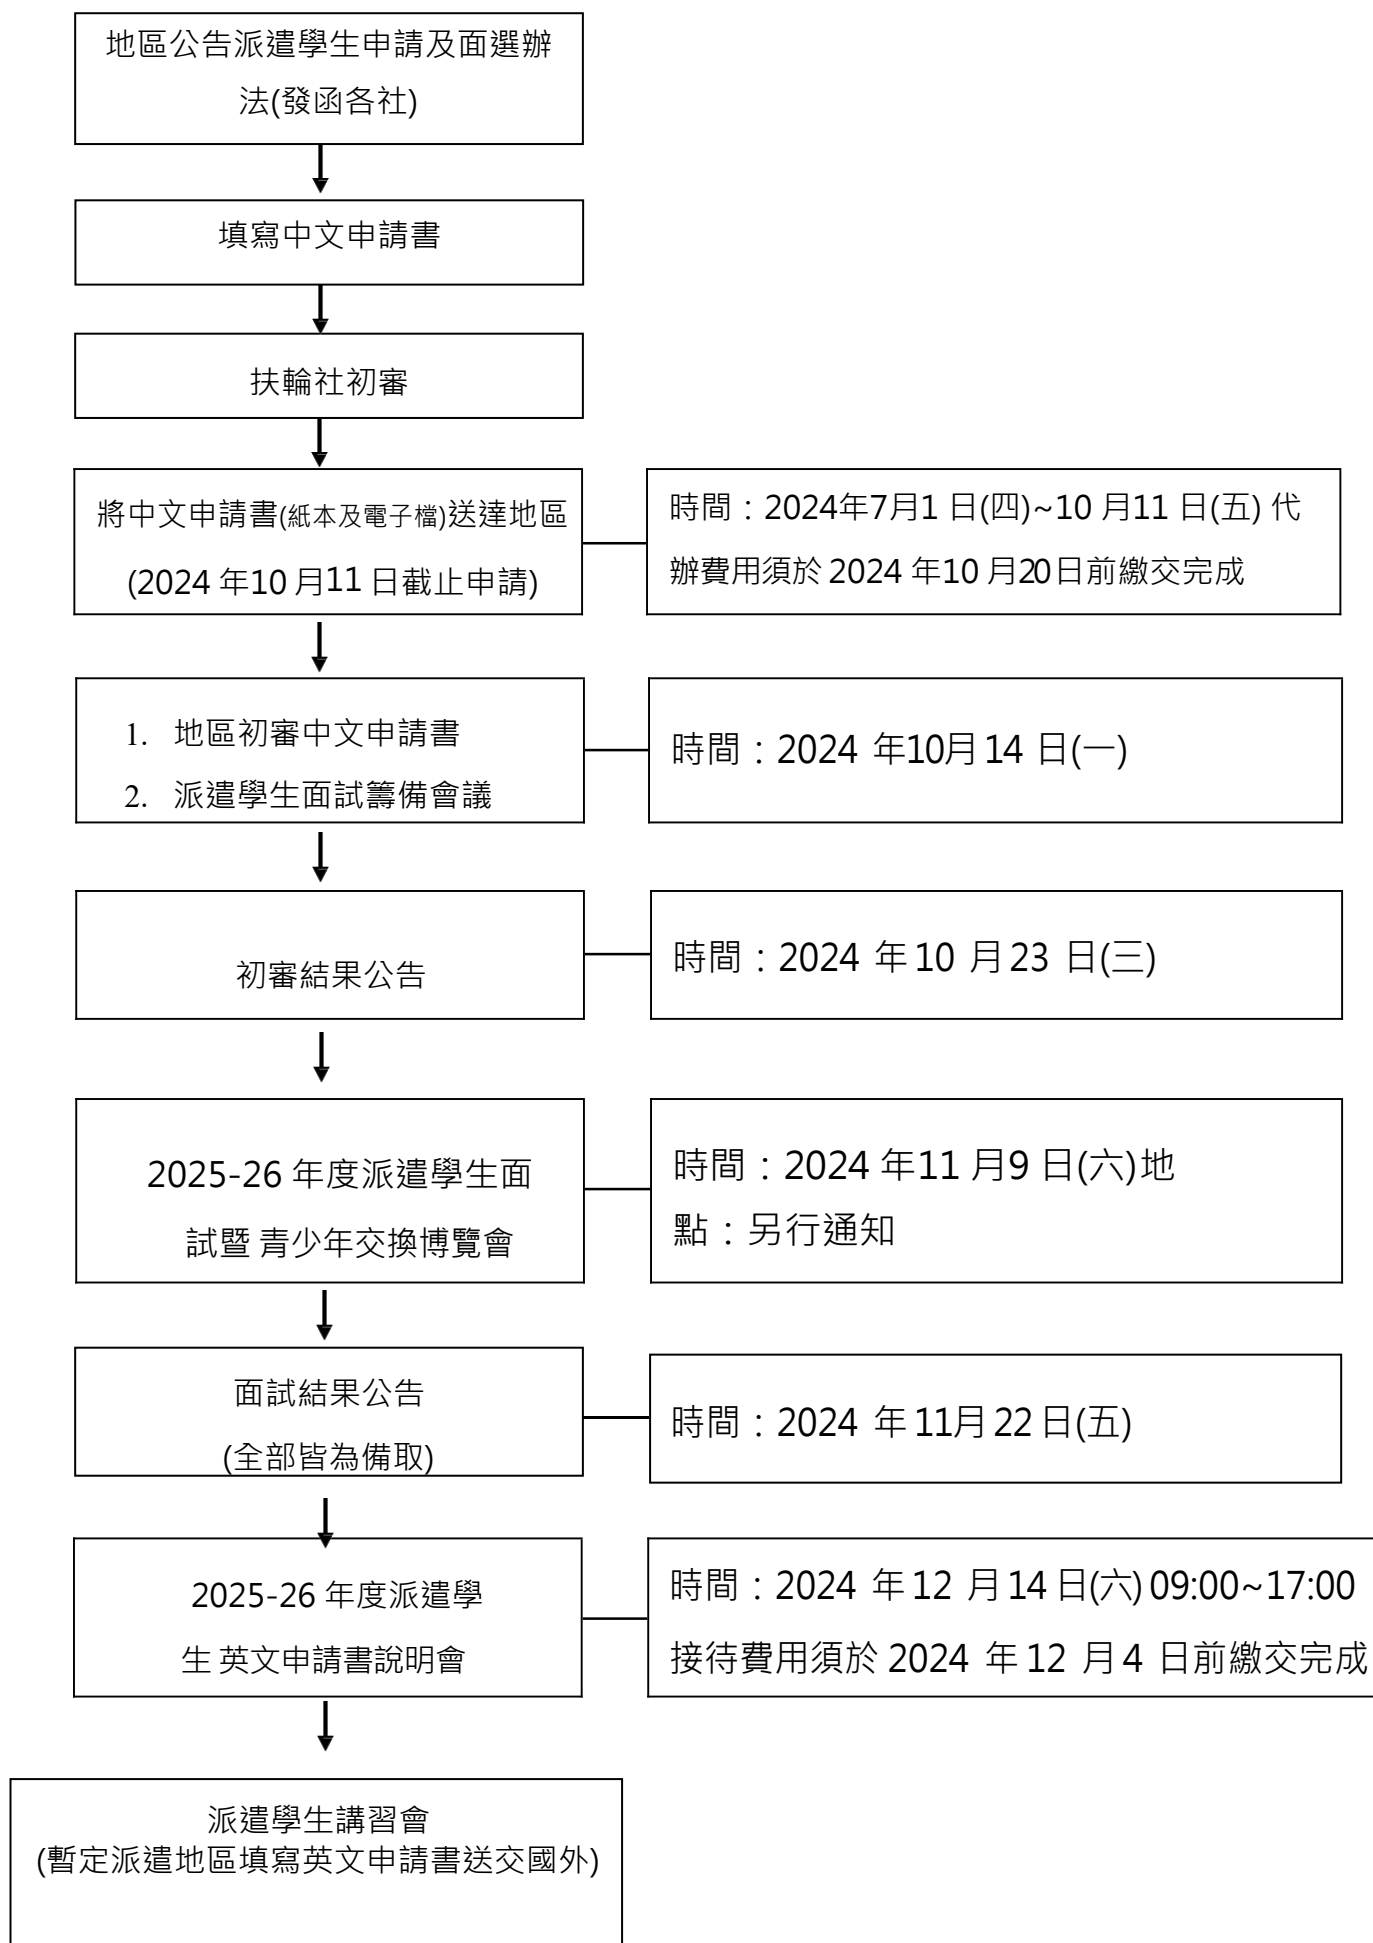 地區公告派遣學生申請及面選辦
法(發函各社)
填寫中文申請書
扶輪社初審
將中文申請書(紙本及電子檔)送達地區
(2024 年10 月11 日截止申請)
時間：2024年7月1 日(四)~10 月11 日(五) 代
辦費用須於 2024 年10 月20日前繳交完成
1. 地區初審中文申請書
2. 派遣學生面試籌備會議
時間：2024 年10月14 日(一)
初審結果公告
時間：2024 年 10 月 23 日(三)
2025-26 年度派遣學生面
試暨 青少年交換博覽會
時間：2024 年11 月9 日(六)地
點：另行通知
面試結果公告
(全部皆為備取)
時間：2024 年 11月 22 日(五)
2025-26 年度派遣學
生 英文申請書說明會
時間：2024 年 12 月 14 日(六) 09:00~17:00
接待費用須於 2024 年 12 月 4 日前繳交完成
派遣學生講習會
(暫定派遣地區填寫英文申請書送交國外)